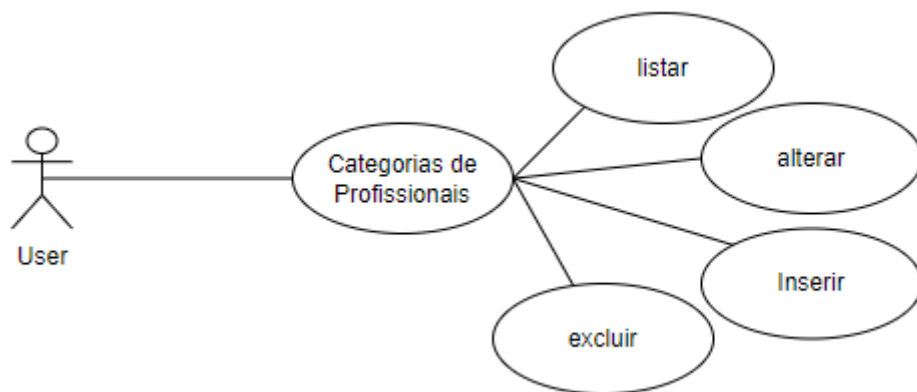 listar
Categorias de
Profissionais
alterar
User
Inserir
excluir